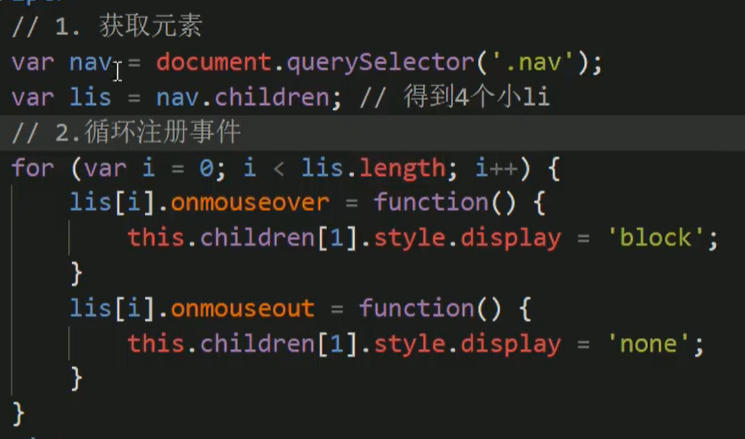 // 1. 获取元素
var nav = document.querySelector('.nav');
var lis = nav.children; // 得到4个小li
// 2.循环注册事件
for (var i = 0; i < lis.length; i++) {
    lis[i].onmouseover = function() {
        this.children[1].style.display = 'block';
    }
    lis[i].onmouseout = function() {
        this.children[1].style.display = 'none';
    }
}